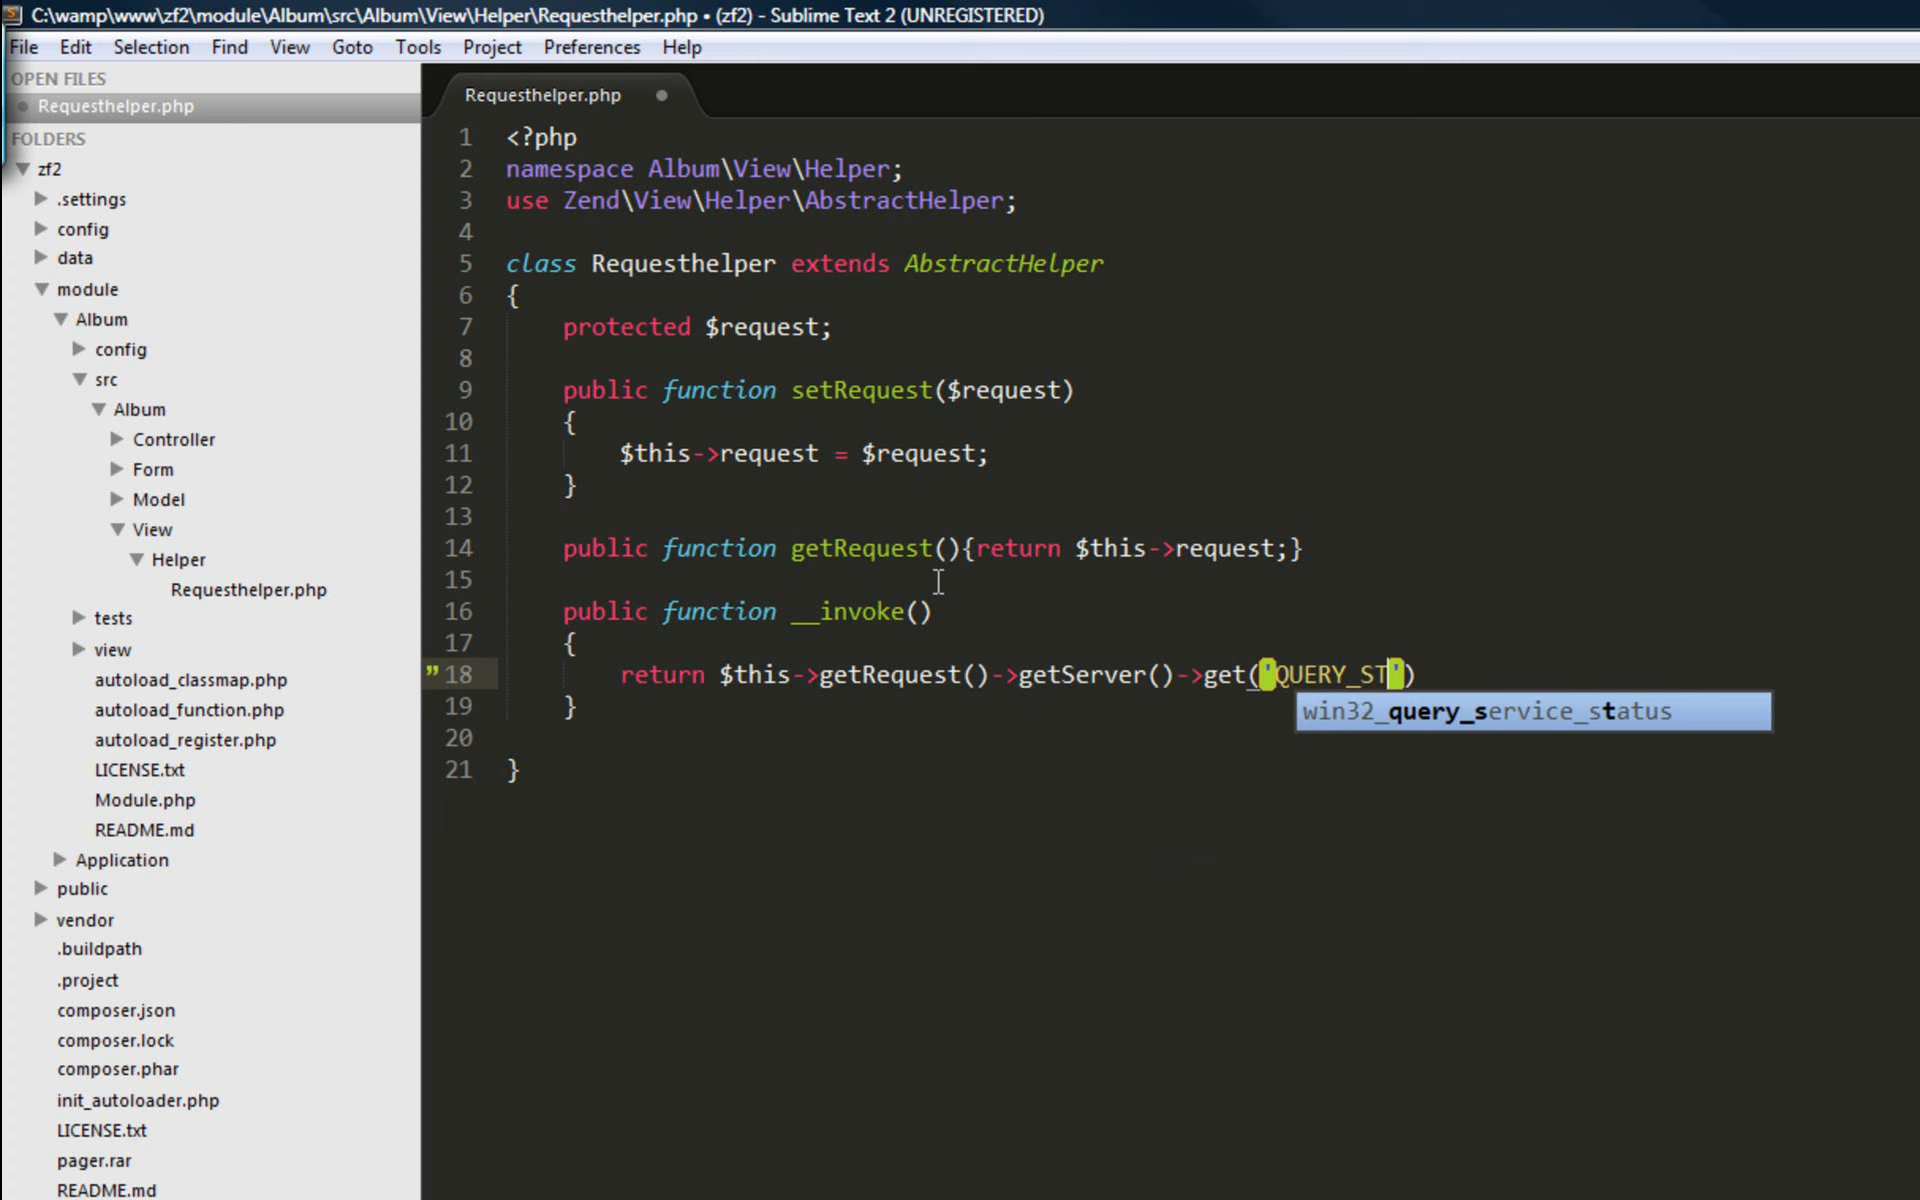 C:\wamp\www\zf2\module\Album\src\Album\View\Helper\Requesthelper.php • (zf2) - Sublime Text 2 (UNREGISTERED)
File Edit Selection Find View Goto Tools Project Preferences Help
OPEN FILES
Requesthelper.php
FOLDERS
zf2
.settings
config
data
module
Album
config
src
Album
Controller
Form
Model
View
Helper
Requesthelper.php
tests
view
autoload_classmap.php
autoload_function.php
autoload_register.php
LICENSE.txt
Module.php
README.md
Application
public
vendor
.buildpath
.project
composer.json
composer.lock
composer.phar
init_autoloader.php
LICENSE.txt
pager.rar
README.md
Requesthelper.php
1 <?php
2 namespace Album\View\Helper;
3 use Zend\View\Helper\AbstractHelper;
4
5 class Requesthelper extends AbstractHelper
6 {
7 protected $request;
8
9 public function setRequest($request)
10 {
11 $this->request = $request;
12 }
13
14 public function getRequest(){return $this->request;}
15
16 public function __invoke()
17 {
18 return $this->getRequest()->getServer()->get('QUERY_ST')
win32_query_service_status
19 }
20
21 }